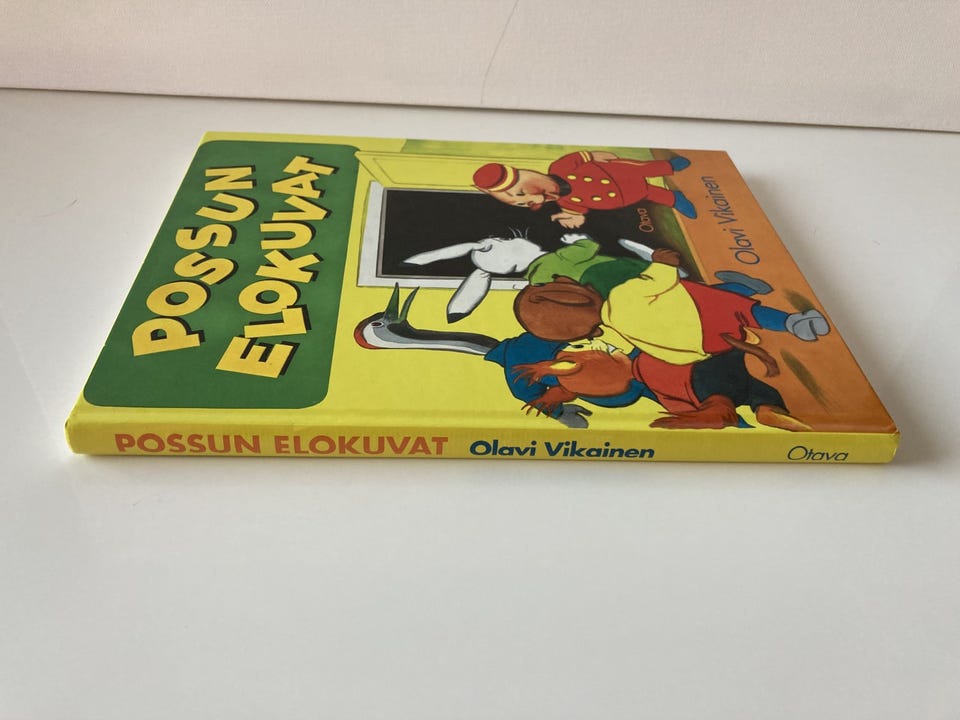 POSSUN
ELOKUVAT
Otava
Olavi Vikainen
POSSUN ELOKUVAT Olavi Vikainen Otava